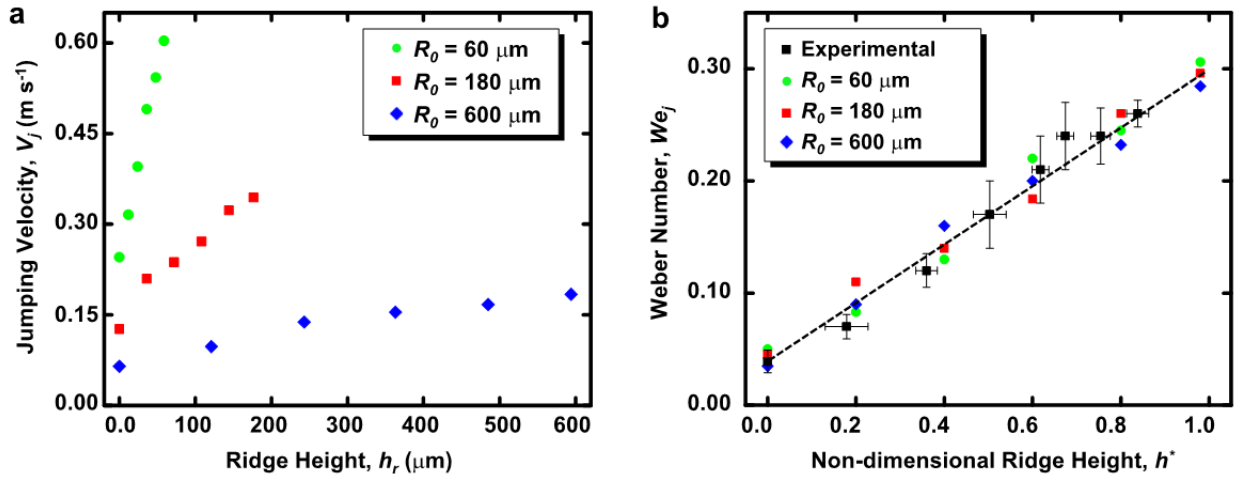 a
0.60
0.45
0.30
0.15
0.00
Jumping Velocity, Vj (m s-1)
R0 = 60 μm
R0 = 180 μm
R0 = 600 μm
0.0 100 200 300 400 500 600
Ridge Height, hr (μm)
b
0.30
0.20
0.10
0.00
Weber Number, Wej
Experimental
R0 = 60 μm
R0 = 180 μm
R0 = 600 μm
0.0 0.2 0.4 0.6 0.8 1.0
Non-dimensional Ridge Height, h*